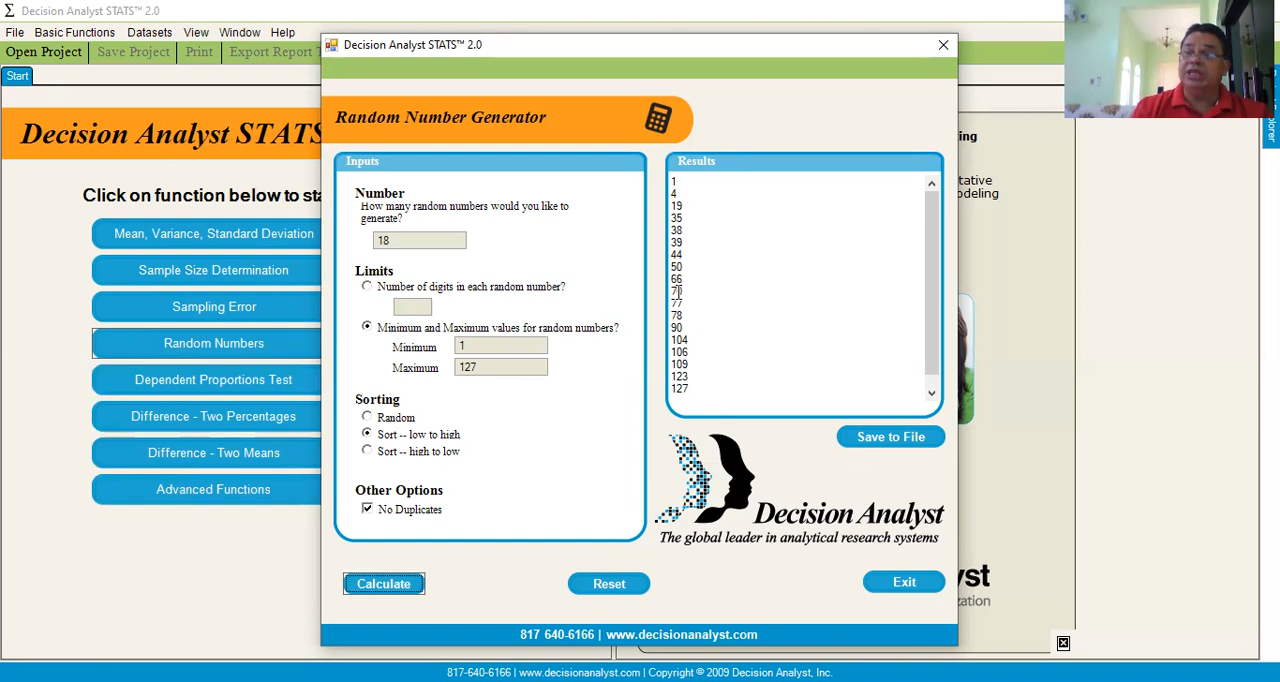 Decision Analyst STATS™ 2.0
File Basic Functions Datasets View Window Help
Open Project Save Project Print Export Report T
Start
Decision Analyst STATS
Click on function below to sta
Mean, Variance, Standard Deviation
Sample Size Determination
Sampling Error
Random Numbers
Dependent Proportions Test
Difference - Two Percentages
Difference - Two Means
Advanced Functions
Decision Analyst STATS™ 2.0
Random Number Generator
Inputs
Number
How many random numbers would you like to
generate?
18
Limits
Number of digits in each random number?
Minimum and Maximum values for random numbers?
Minimum 1
Maximum 127
Sorting
Random
Sort -- low to high
Sort -- high to low
Other Options
No Duplicates
Calculate
Reset
Exit
Results
1
4
19
35
38
39
44
50
66
77
78
90
104
106
109
123
127
Save to File
Decision Analyst
The global leader in analytical research systems
817 640-6166 | www.decisionanalyst.com
ng
tative
odeling
yst
zation
plorer
817-640-6166 | www.decisionanalyst.com | Copyright © 2009 Decision Analyst, Inc.